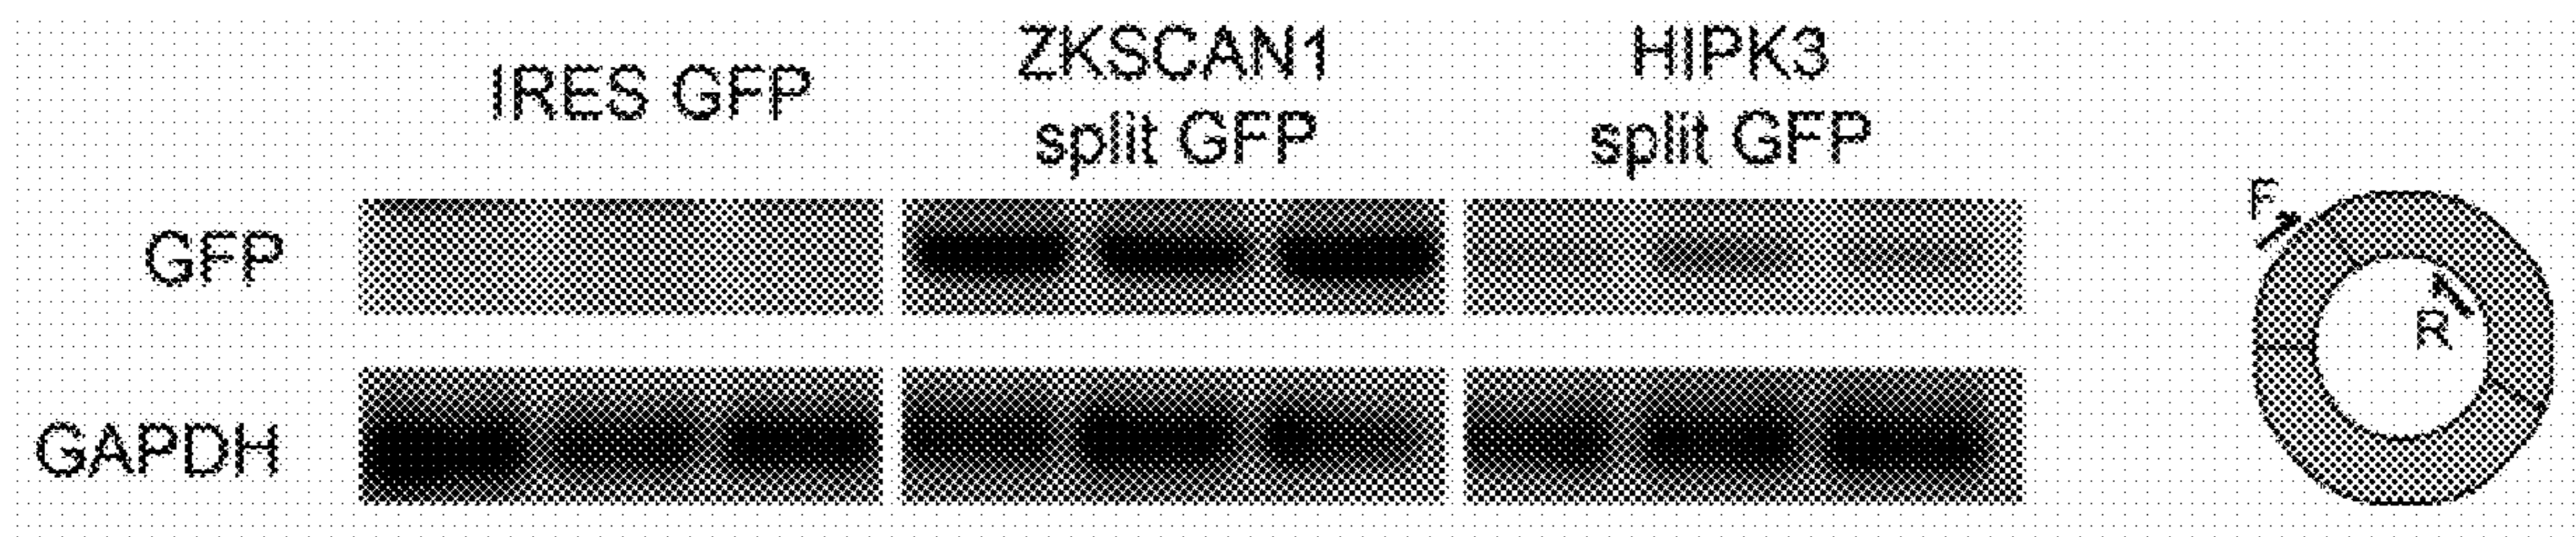 IRES GFP
ZKSCAN1
split GFP
HIPK3
split GFP
GFP
GAPDH
F
R